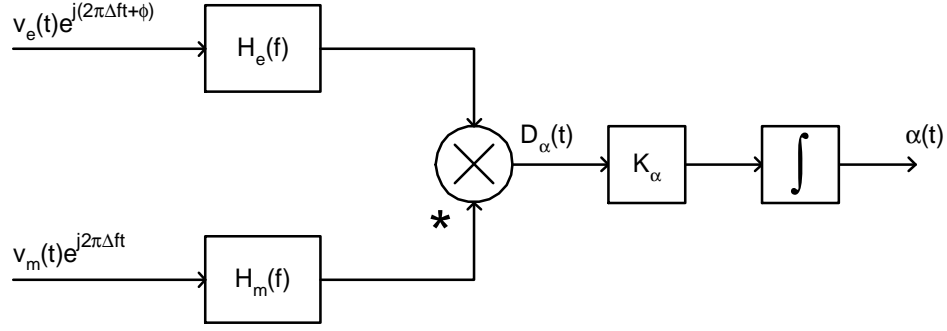 v_e(t)e^{j(2πΔft+ϕ)}
H_e(f)
D_α(t)
K_α
∫
α(t)
*
v_m(t)e^{j2πΔft}
H_m(f)